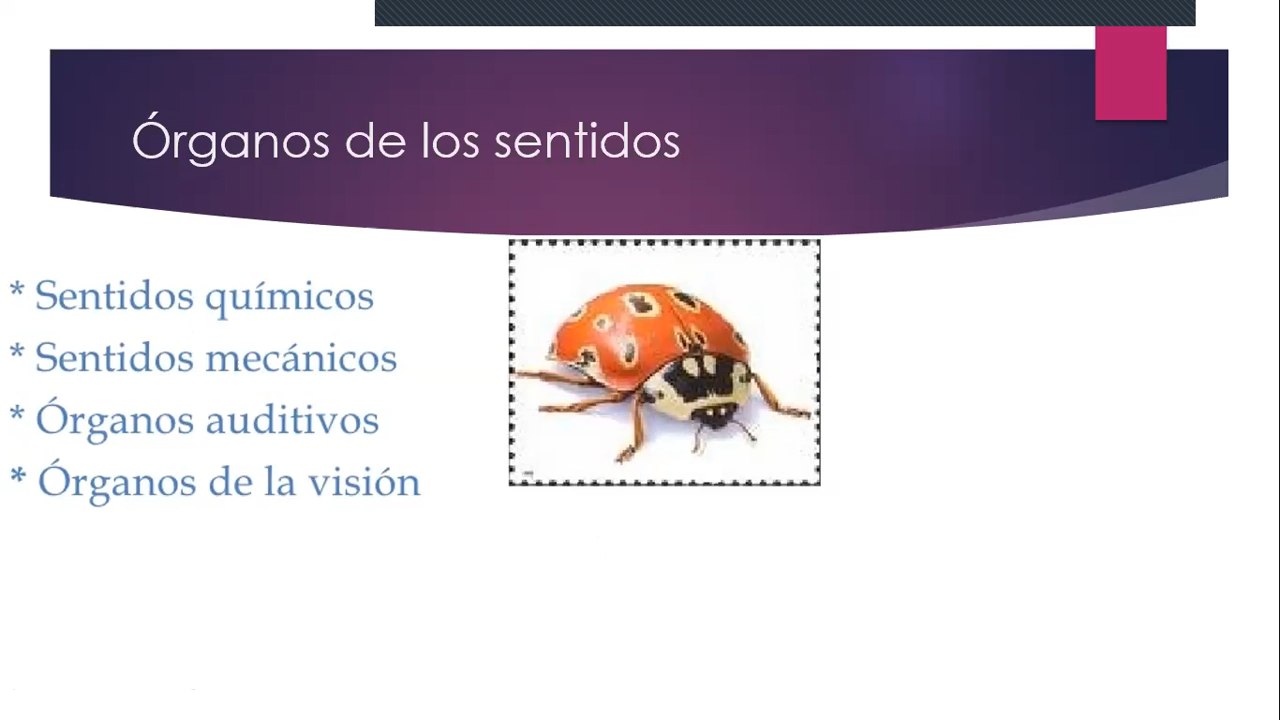 Órganos de los sentidos
* Sentidos químicos
* Sentidos mecánicos
* Órganos auditivos
* Órganos de la visión